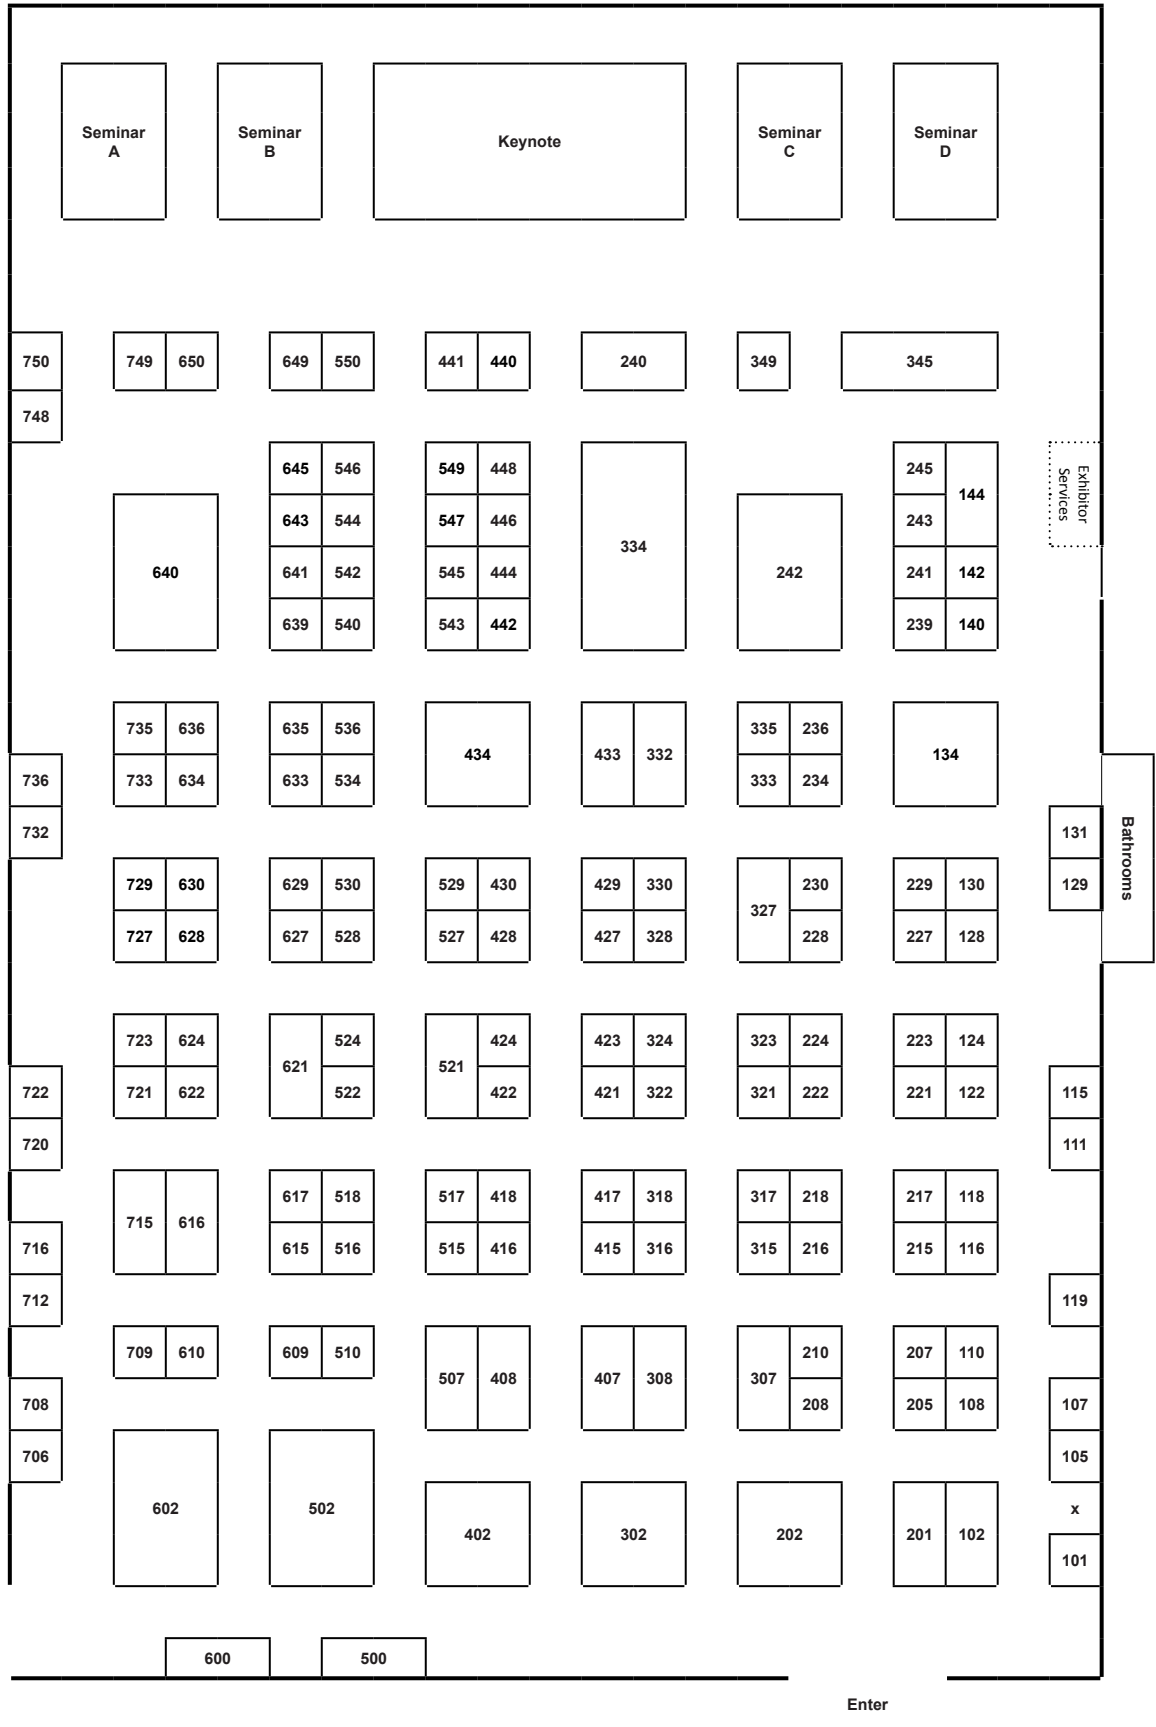 Seminar
A
Seminar
B
Keynote
Seminar
C
Seminar
D
750 749 650 649 550 441 440 240 349 345
748
645 546 549 448 245
144
Exhibitor
Services
643 544 547 446 334 243
640 641 542 545 444 242 241 142
639 540 543 442 239 140
735 636 635 536 335 236
434 433 332 134
736 733 634 633 534 333 234
732 131
Bathrooms
729 630 629 530 529 430 429 330 230 229 130 129
327
727 628 627 528 527 428 427 328 228 227 128
723 624 524 424 423 324 323 224 223 124
621 521
722 721 622 522 422 421 322 321 222 221 122 115
720 111
617 518 517 418 417 318 317 218 217 118
715 616
716 615 516 515 416 415 316 315 216 215 116
712 119
709 610 609 510 210 207 110
507 408 407 308 307
708 208 205 108 107
706 105
602 502 x
402 302 202 201 102
101
600 500
Enter